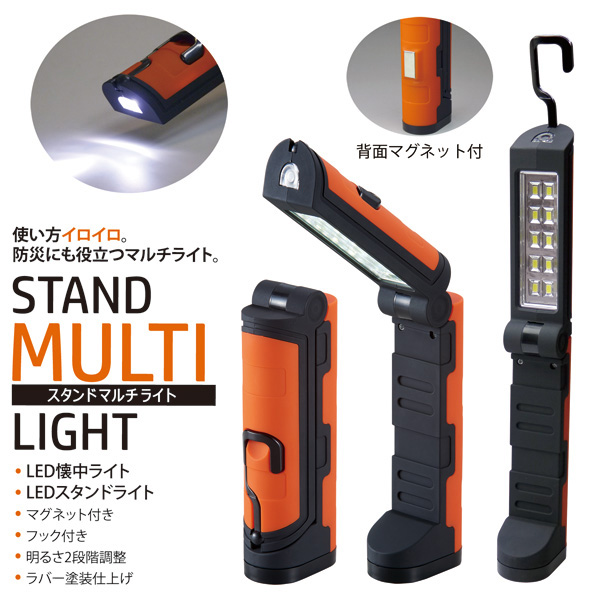 背面マグネット付
使い方イロイロ。
防災にも役立つマルチライト。
STAND
MULTI
スタンドマルチライト
LIGHT
• LED懐中ライト
• LEDスタンドライト
• マグネット付き
• フック付き
• 明るさ2段階調整
• ラバー塗装仕上げ